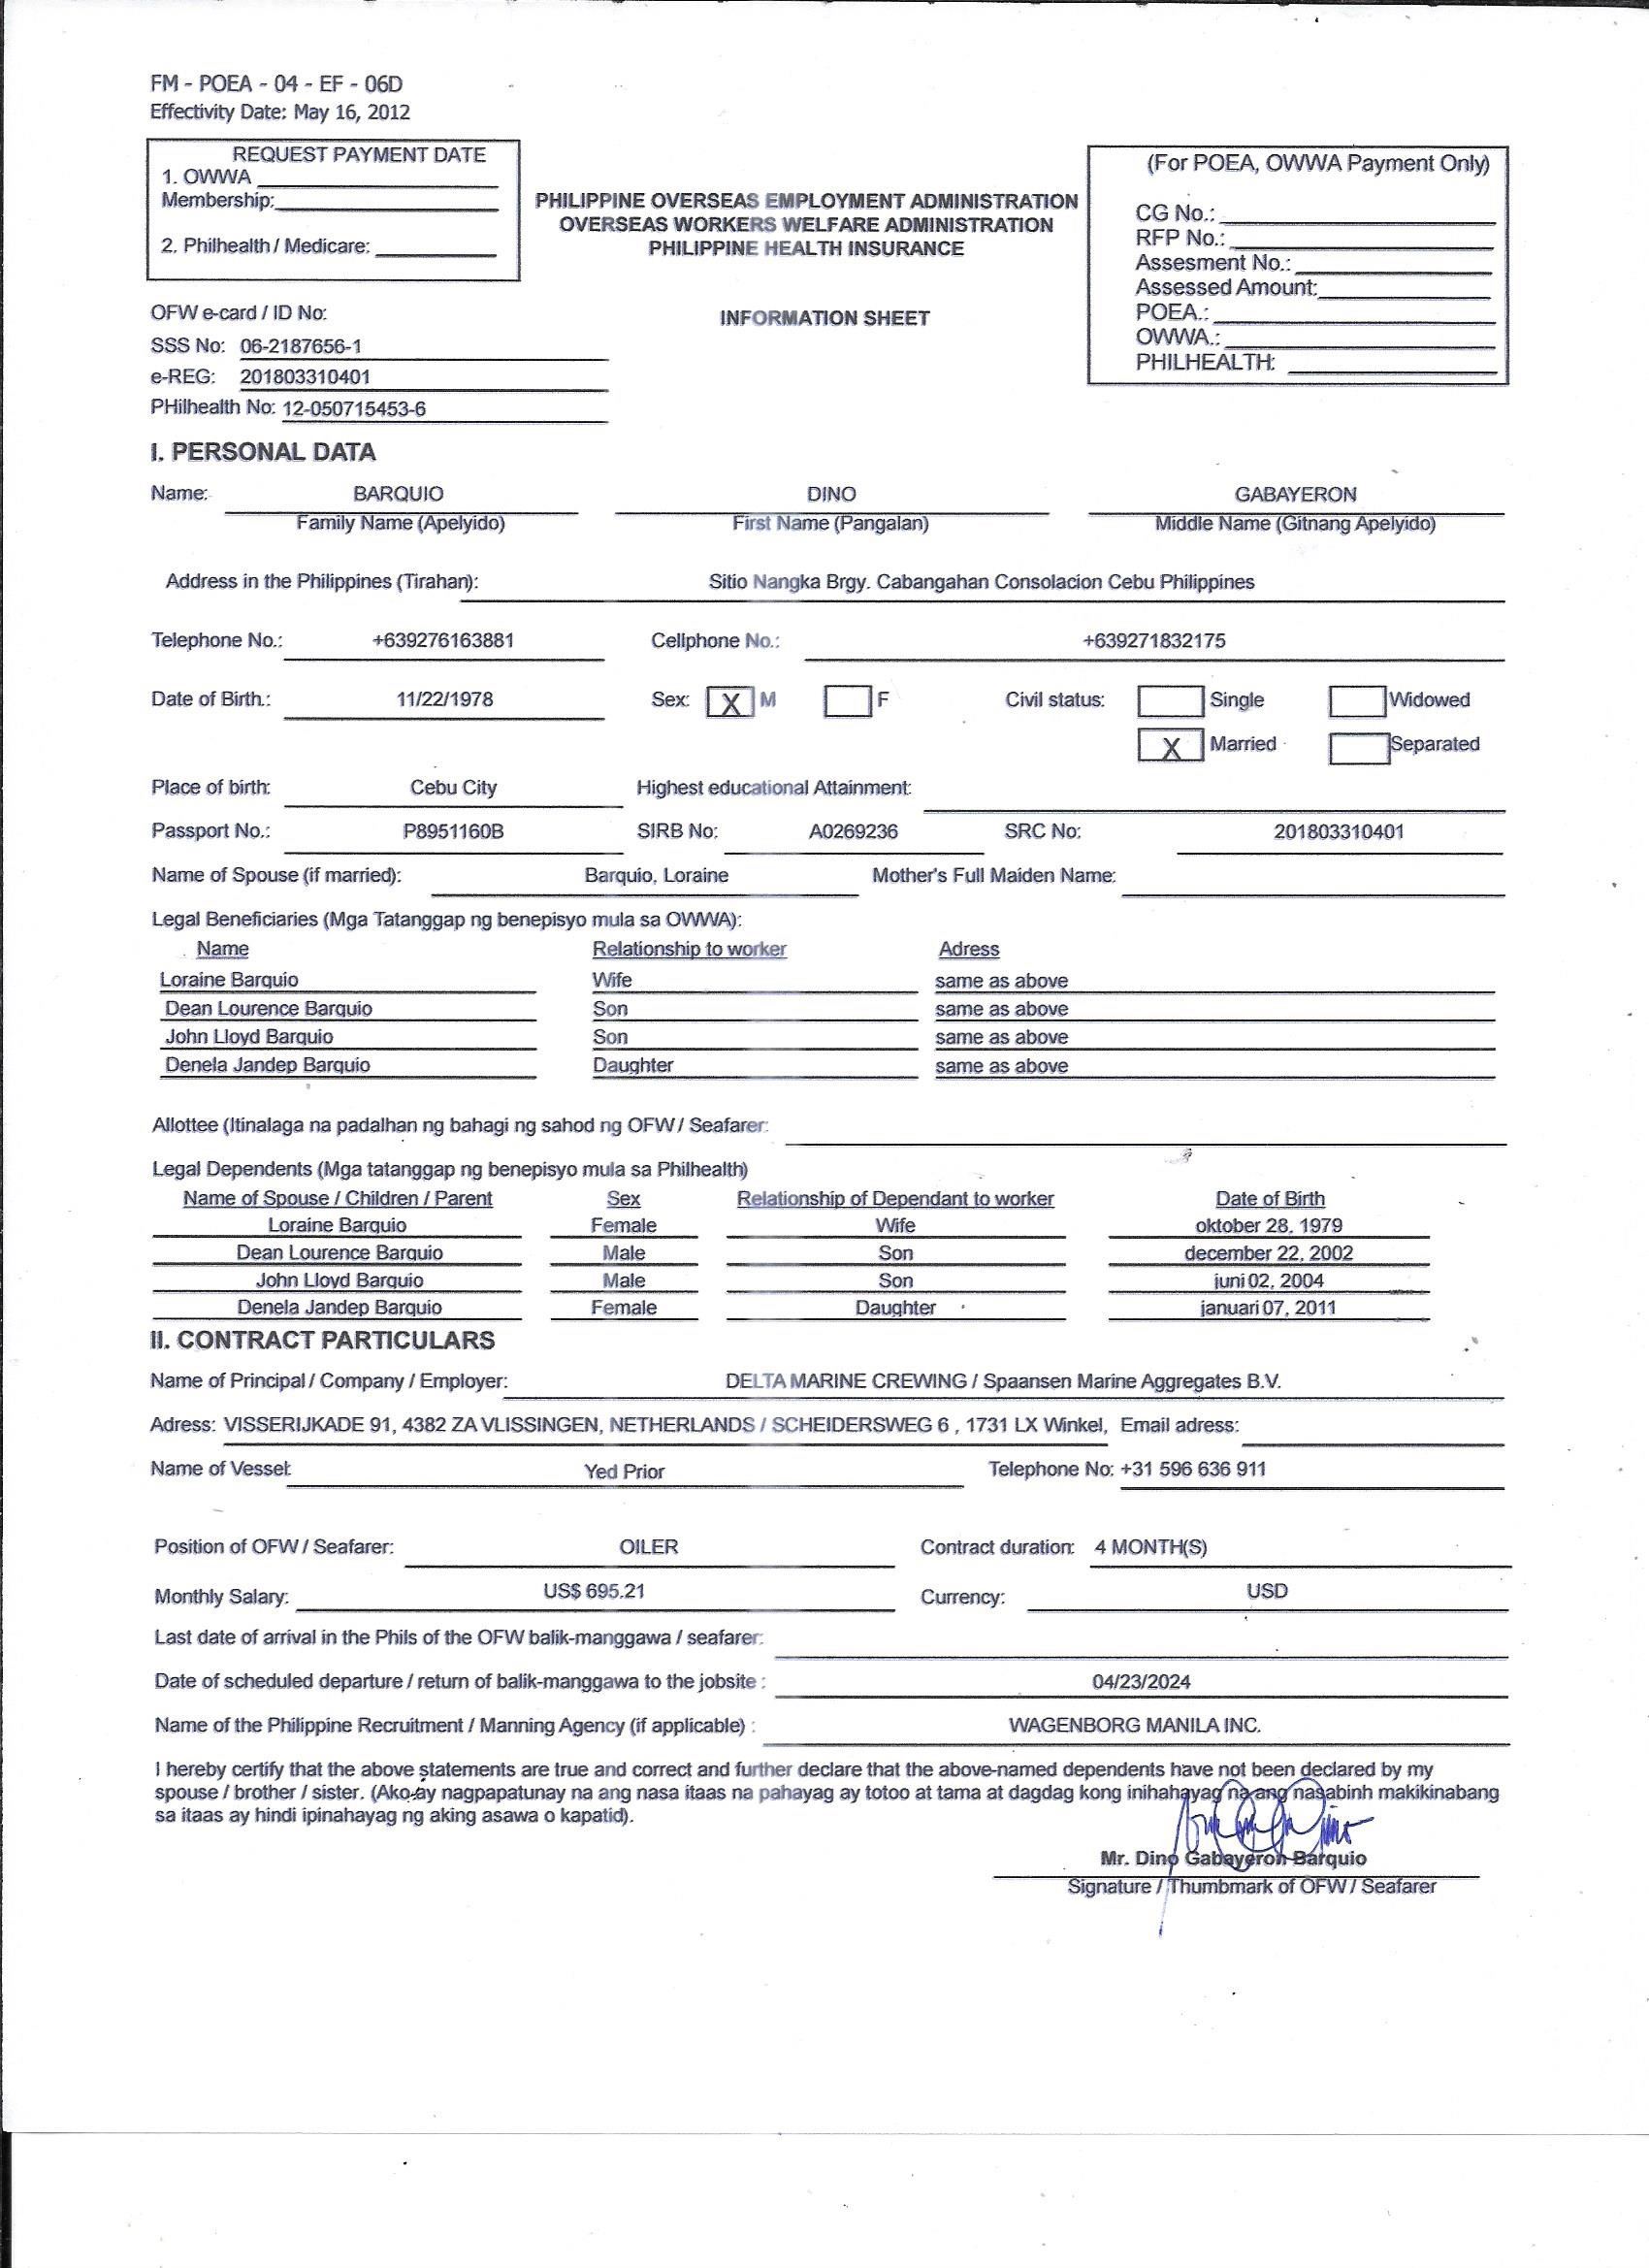 FM - POEA - 04 - EF - 06D
Effectivity Date: May 16, 2012
REQUEST PAYMENT DATE
1. OWWA
Membership:
2. Philhealth / Medicare:
PHILIPPINE OVERSEAS EMPLOYMENT ADMINISTRATION
OVERSEAS WORKERS WELFARE ADMINISTRATION
PHILIPPINE HEALTH INSURANCE
INFORMATION SHEET
(For POEA, OWWA Payment Only)
CG No.:
RFP No.:
Assesment No.:
Assessed Amount:
POEA.:
OWWA.:
PHILHEALTH:
OFW e-card / ID No:
SSS No: 06-2187656-1
e-REG: 201803310401
PHilhealth No: 12-050715453-6
I. PERSONAL DATA
Name: BARQUIO DINO GABAYERON
Family Name (Apelyido) First Name (Pangalan) Middle Name (Gitnang Apelyido)
Address in the Philippines (Tirahan): Sitio Nangka Brgy. Cabangahan Consolacion Cebu Philippines
Telephone No.: +639276163881 Cellphone No.: +639271832175
Date of Birth.: 11/22/1978 Sex: X M F Civil status: Single Widowed
X Married Separated
Place of birth: Cebu City Highest educational Attainment:
Passport No.: P8951160B SIRB No: A0269236 SRC No: 201803310401
Name of Spouse (if married): Barquio, Loraine Mother's Full Maiden Name:
Legal Beneficiaries (Mga Tatanggap ng benepisyo mula sa OWWA):
Name Relationship to worker Adress
Loraine Barquio Wife same as above
Dean Lourence Barquio Son same as above
John Lloyd Barquio Son same as above
Denela Jandep Barquio Daughter same as above
Allottee (Itinalaga na padalhan ng bahagi ng sahod ng OFW / Seafarer:
Legal Dependents (Mga tatanggap ng benepisyo mula sa Philhealth)
Name of Spouse / Children / Parent Sex Relationship of Dependant to worker Date of Birth
Loraine Barquio Female Wife oktober 28, 1979
Dean Lourence Barquio Male Son december 22, 2002
John Lloyd Barquio Male Son juni 02, 2004
Denela Jandep Barquio Female Daughter januari 07, 2011
II. CONTRACT PARTICULARS
Name of Principal / Company / Employer: DELTA MARINE CREWING / Spaansen Marine Aggregates B.V.
Adress: VISSERIJKADE 91, 4382 ZA VLISSINGEN, NETHERLANDS / SCHEIDERSWEG 6 , 1731 LX Winkel, Email adress:
Name of Vessel: Yed Prior Telephone No: +31 596 636 911
Position of OFW / Seafarer: OILER Contract duration: 4 MONTH(S)
Monthly Salary: US$ 695.21 Currency: USD
Last date of arrival in the Phils of the OFW balik-manggawa / seafarer:
Date of scheduled departure / return of balik-manggawa to the jobsite : 04/23/2024
Name of the Philippine Recruitment / Manning Agency (if applicable) : WAGENBORG MANILA INC.
I hereby certify that the above statements are true and correct and further declare that the above-named dependents have not been declared by my
spouse / brother / sister. (Ako ay nagpapatunay na ang nasa itaas na pahayag ay totoo at tama at dagdag kong inihahayag na ang nasabinh makikinabang
sa itaas ay hindi ipinahayag ng aking asawa o kapatid).
Mr. Dino Gabayeron Barquio
Signature / Thumbmark of OFW / Seafarer